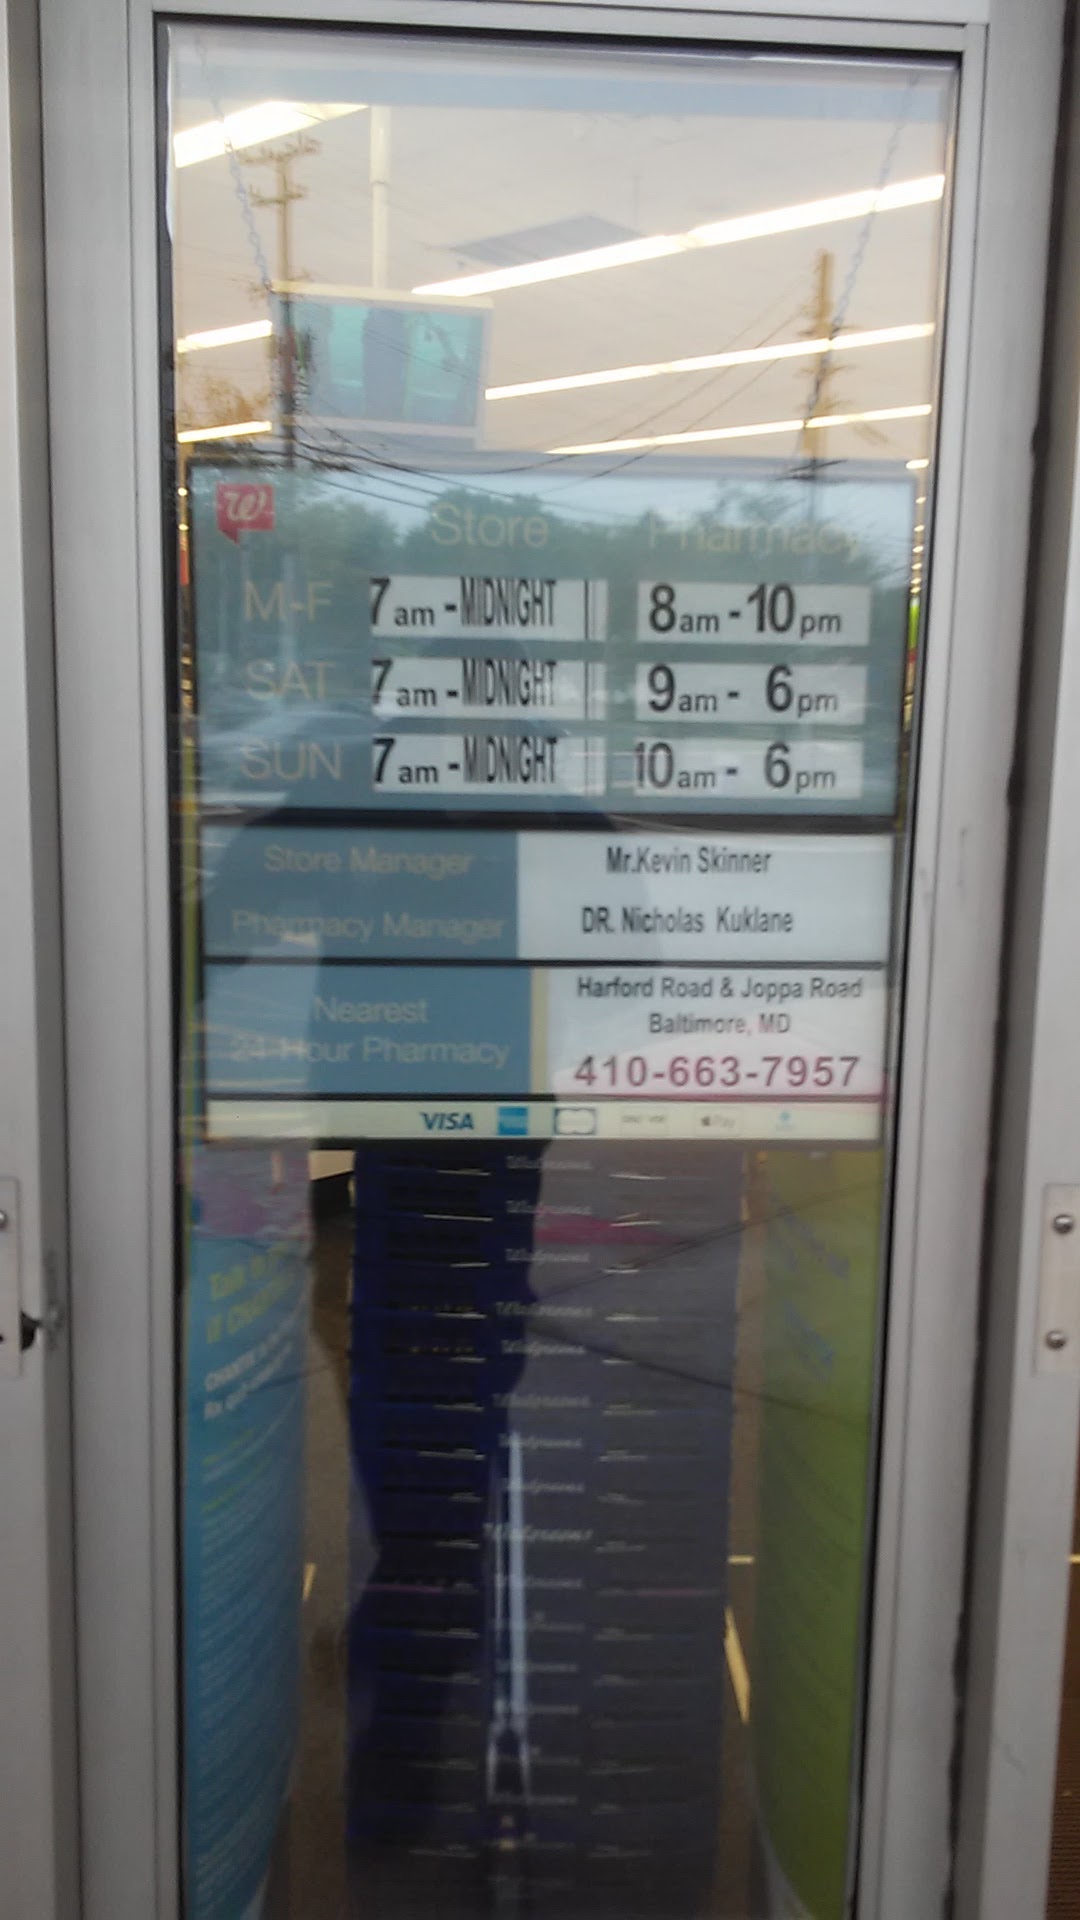 Store Pharmacy
M-F 7am-MIDNIGHT 8am-10pm
SAT 7am-MIDNIGHT 9am- 6pm
SUN 7am-MIDNIGHT 10am- 6pm
Store Manager Mr.Kevin Skinner
Pharmacy Manager DR. Nicholas Kuklane
Nearest
24-Hour Pharmacy
Harford Road & Joppa Road
Baltimore, MD
410-663-7957
VISA
Walgreens